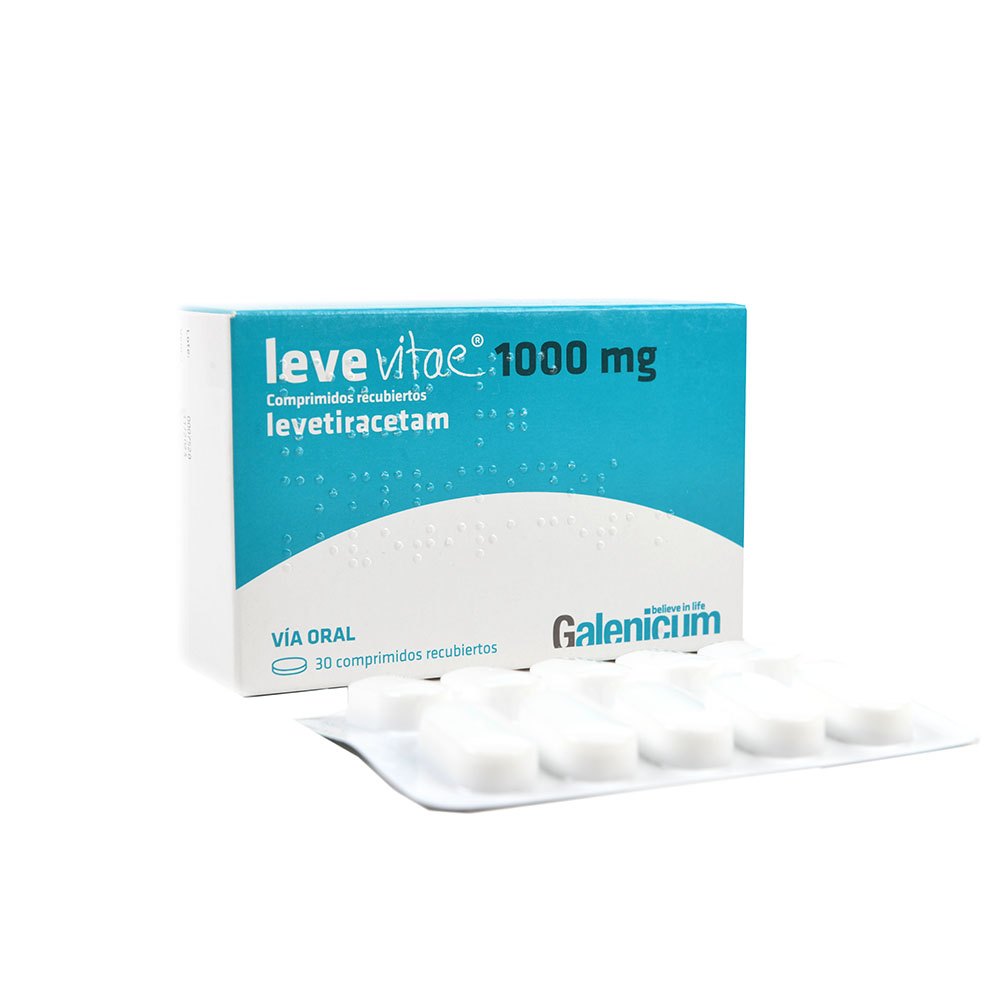 leve vitae® 1000 mg
Comprimidos recubiertos
levetiracetam
VÍA ORAL
30 comprimidos recubiertos
believe in life
Galenicum